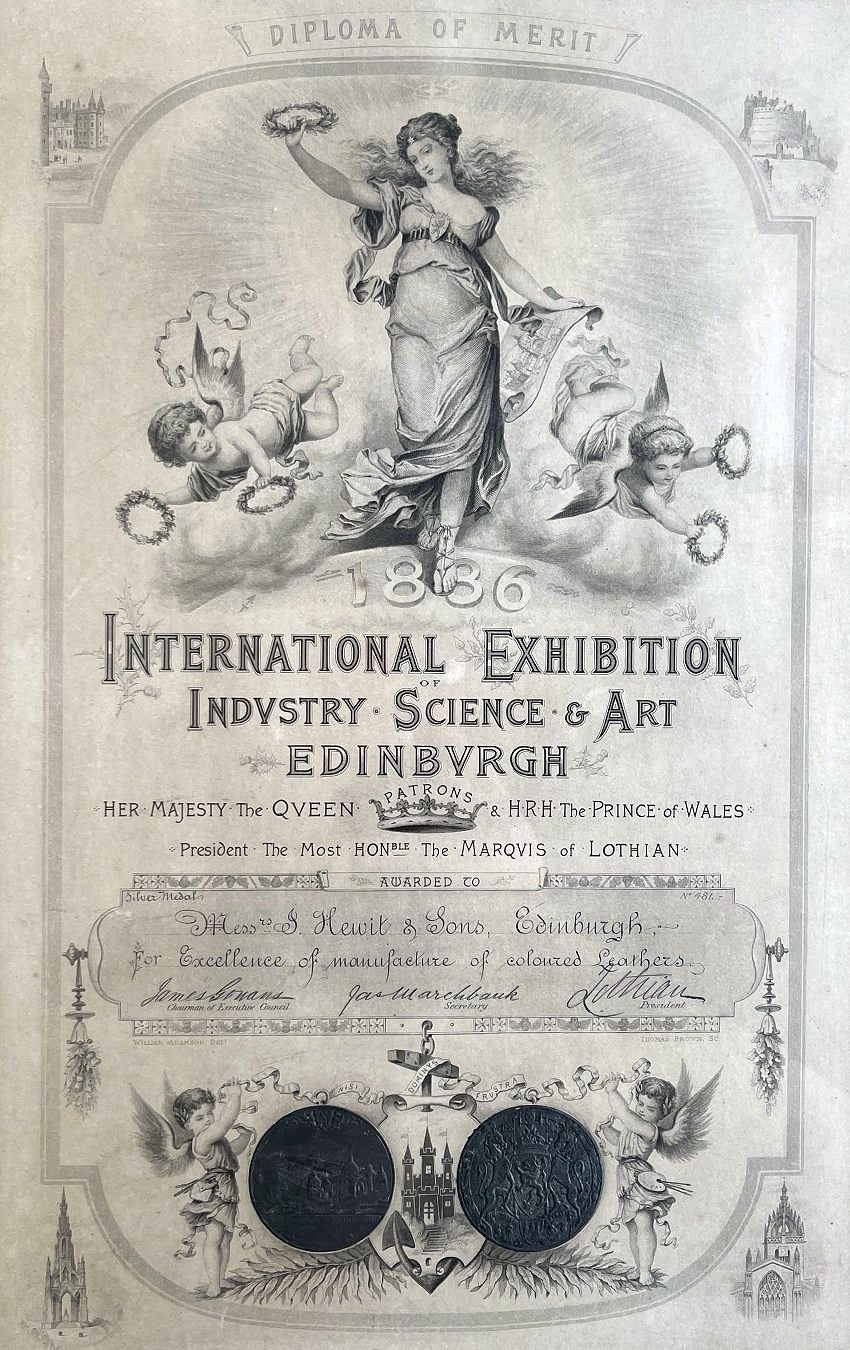 DIPLOMA OF MERIT
1886
INTERNATIONAL EXHIBITION
OF
INDVSTRY · SCIENCE · & ART
EDINBVRGH
PATRONS
HER · MAJESTY · The · QVEEN · & H·R·H · The · PRINCE · of · WALES
President · The · Most · HONBLE · The · MARQVIS · of · LOTHIAN
AWARDED TO
Silver Medal No 481.-
Messrs J. Hewit & Sons, Edinburgh,
For Excellence of manufacture of coloured Leathers.
James Gowans Jas Marchbank Lothian
Chairman of Executive Council Secretary President
WILLIAM ADAMSON, DELT THOMAS BROWN, SC
NISI DOMINVS FRVSTRA